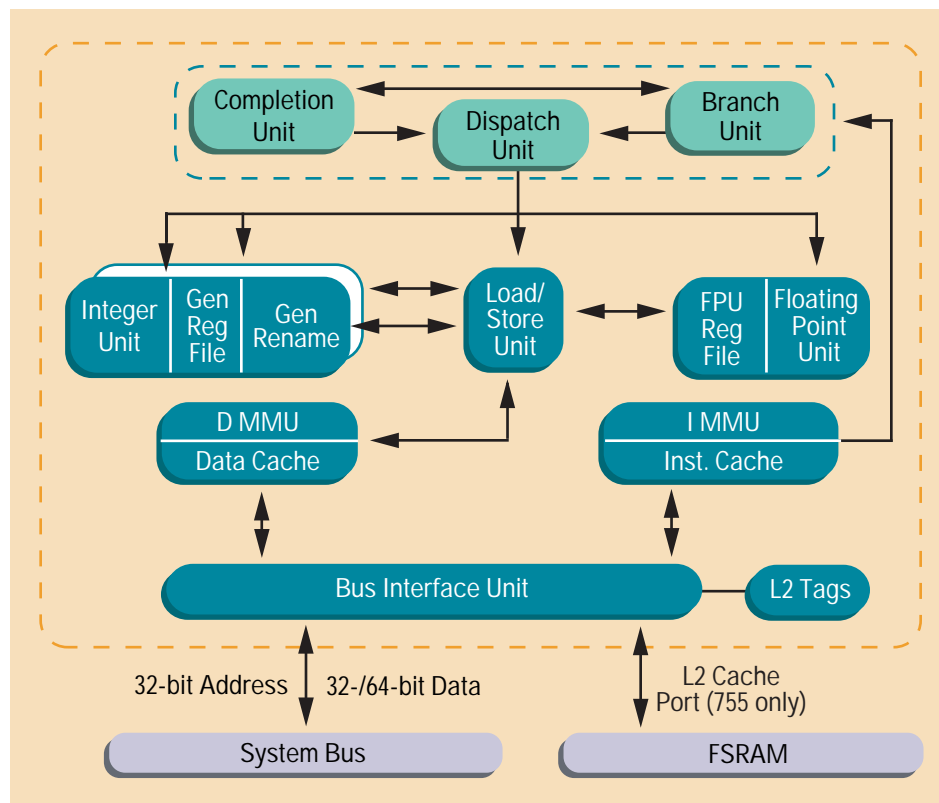 Completion
Unit
Dispatch
Unit
Branch
Unit
Integer
Unit
Gen
Reg
File
Gen
Rename
Load/
Store
Unit
FPU
Reg
File
Floating
Point
Unit
D MMU
Data Cache
I MMU
Inst. Cache
Bus Interface Unit
L2 Tags
32-bit Address
32-/64-bit Data
L2 Cache
Port (755 only)
System Bus
FSRAM